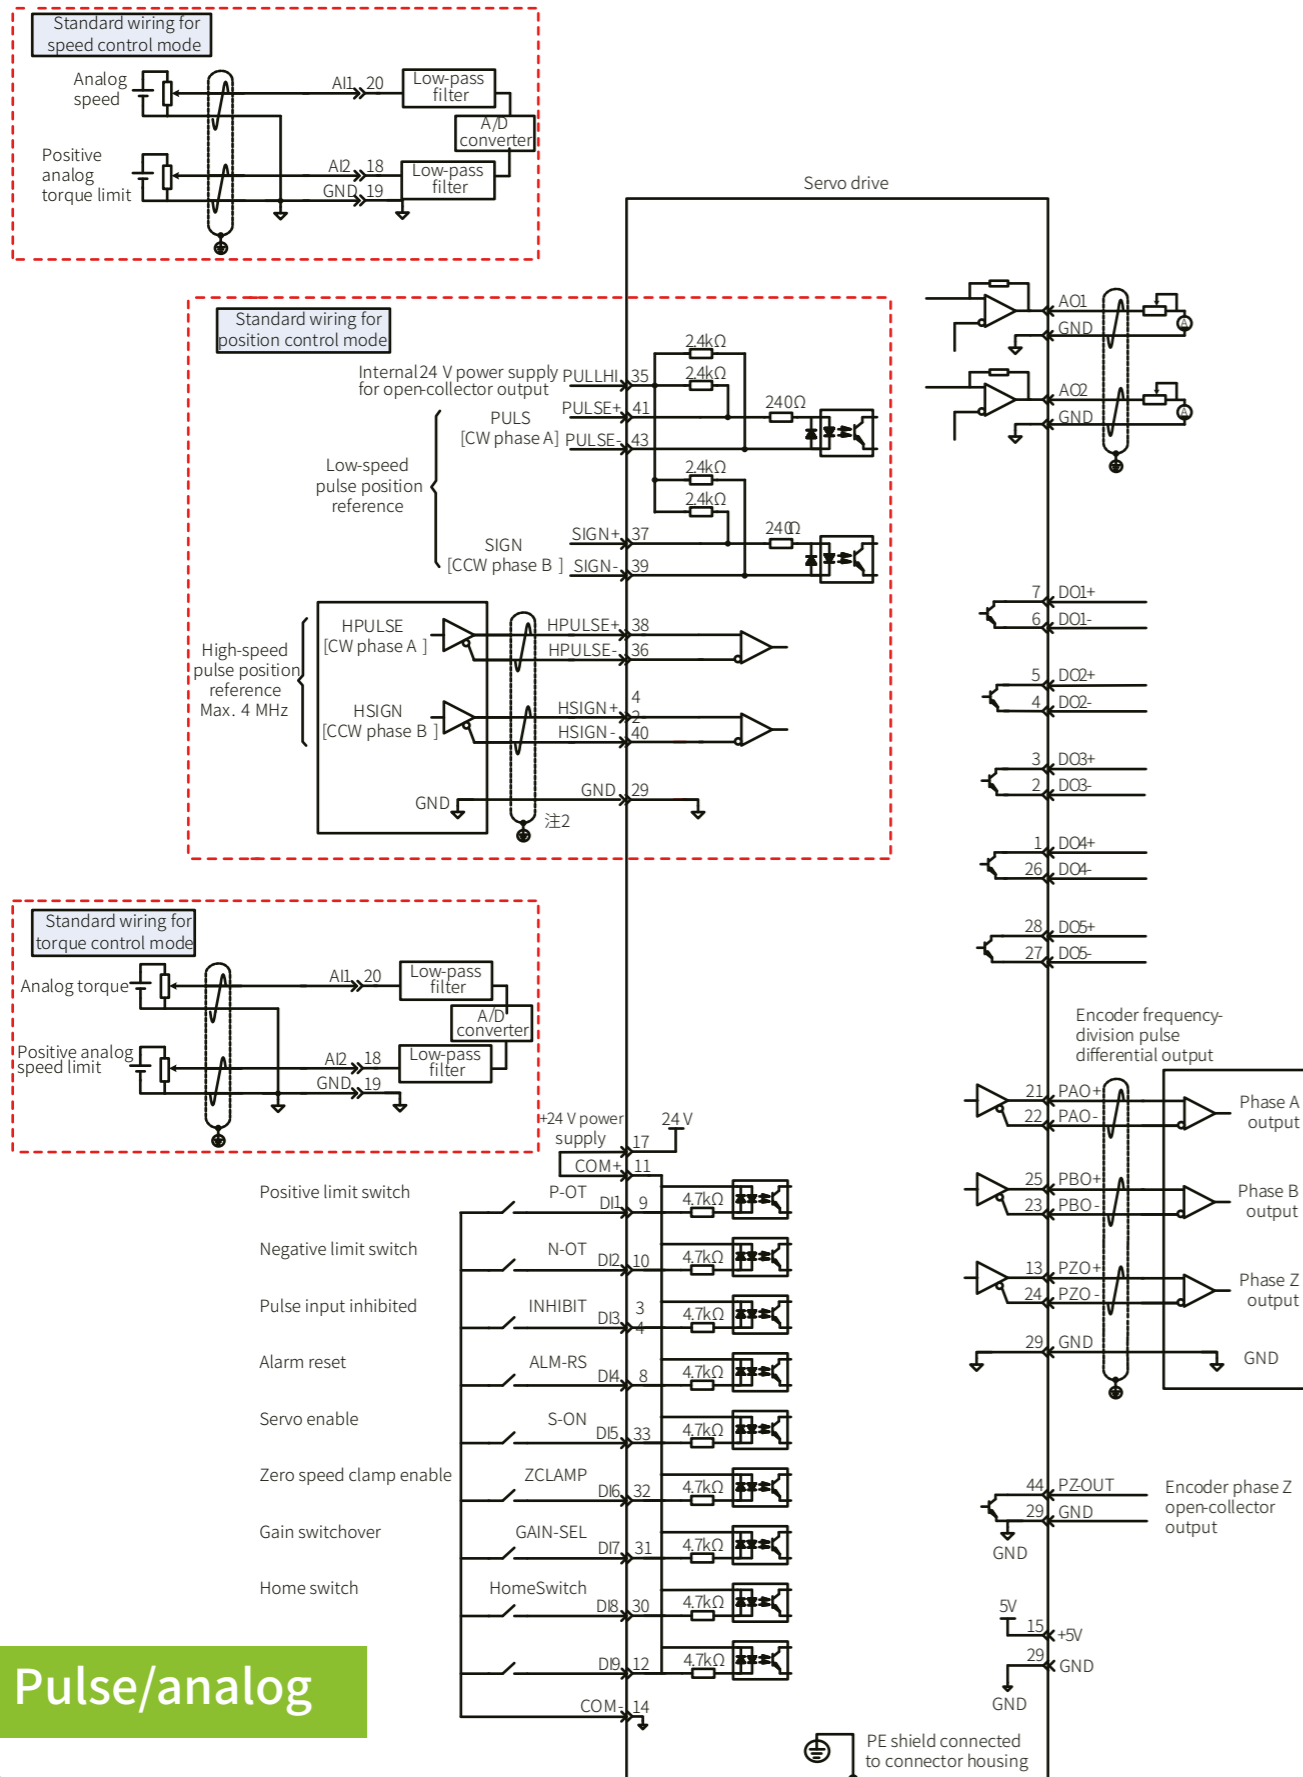 Standard wiring for
speed control mode
Analog
speed
AI1 20
Low-pass
filter
A/D
converter
Positive
analog
torque limit
AI2 18
GND 19
Low-pass
filter
Servo drive
Standard wiring for
position control mode
Internal 24 V power supply
for open-collector output
PULLHI 35
2.4kΩ
2.4kΩ
PULSE+ 41
240Ω
PULS
[CW phase A]
PULSE- 43
Low-speed
pulse position
reference
2.4kΩ
2.4kΩ
SIGN+ 37
240Ω
SIGN
[CCW phase B ]
SIGN- 39
HPULSE
[CW phase A ]
HPULSE+ 38
HPULSE- 36
High-speed
pulse position
reference
Max. 4 MHz
HSIGN
[CCW phase B ]
HSIGN+ 4
2
HSIGN- 40
GND
GND 29
注2
AO1
GND
A
AO2
GND
A
7 DO1+
6 DO1-
5 DO2+
4 DO2-
3 DO3+
2 DO3-
1 DO4+
26 DO4-
28 DO5+
27 DO5-
Standard wiring for
torque control mode
Analog torque
AI1 20
Low-pass
filter
A/D
converter
Positive analog
speed limit
AI2 18
GND 19
Low-pass
filter
Encoder frequency-
division pulse
differential output
21 PAO+
22 PAO-
Phase A
output
25 PBO+
23 PBO-
Phase B
output
13 PZO+
24 PZO-
Phase Z
output
29 GND
GND
+24 V power
supply
17
24 V
COM+ 11
Positive limit switch
P-OT
DI1 9
4.7kΩ
Negative limit switch
N-OT
DI2 10
4.7kΩ
Pulse input inhibited
INHIBIT
DI3 3
4
4.7kΩ
Alarm reset
ALM-RS
DI4 8
4.7kΩ
Servo enable
S-ON
DI5 33
4.7kΩ
Zero speed clamp enable
ZCLAMP
DI6 32
4.7kΩ
Gain switchover
GAIN-SEL
DI7 31
4.7kΩ
Home switch
HomeSwitch
DI8 30
4.7kΩ
DI9 12
4.7kΩ
COM- 14
44 PZ-OUT
29 GND
GND
Encoder phase Z
open-collector
output
5V
15 +5V
29 GND
GND
PE shield connected
to connector housing
Pulse/analog